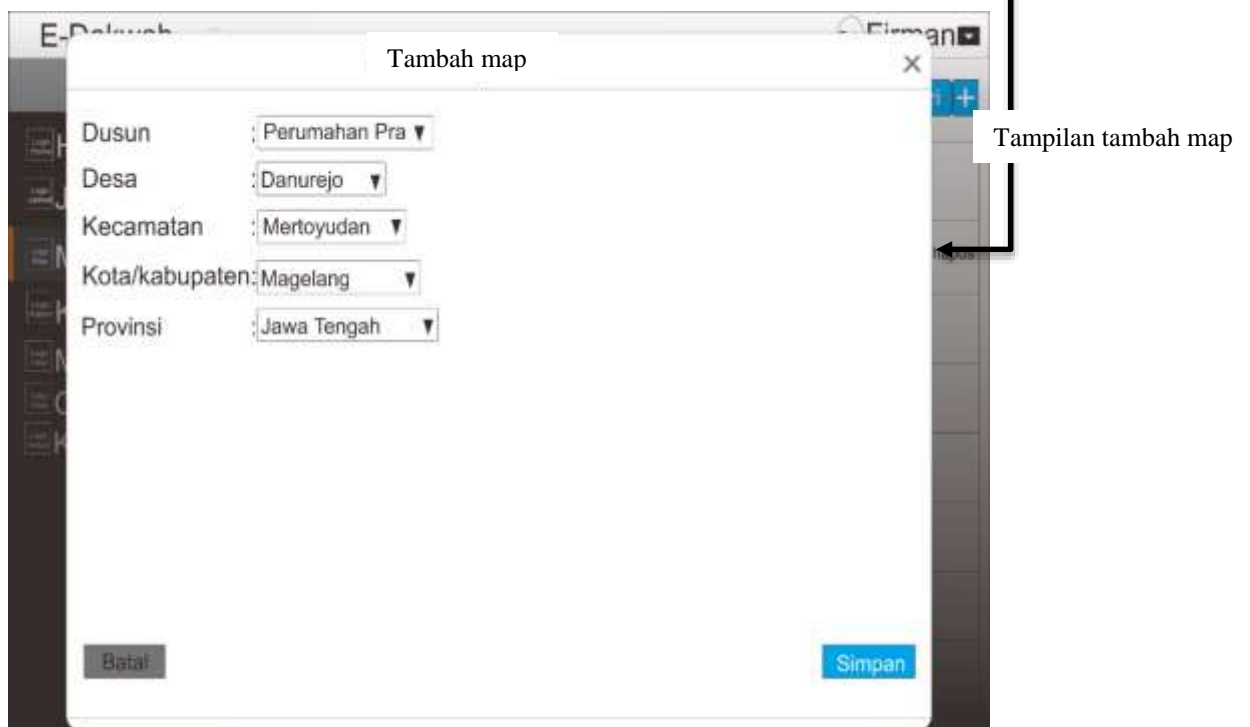 E-Dakwah
Firman
Tambah map
×
+
Tampilan tambah map
Dusun : Perumahan Pra
Desa : Danurejo
Kecamatan : Mertoyudan
Kota/kabupaten: Magelang
Provinsi : Jawa Tengah
Batal
Simpan